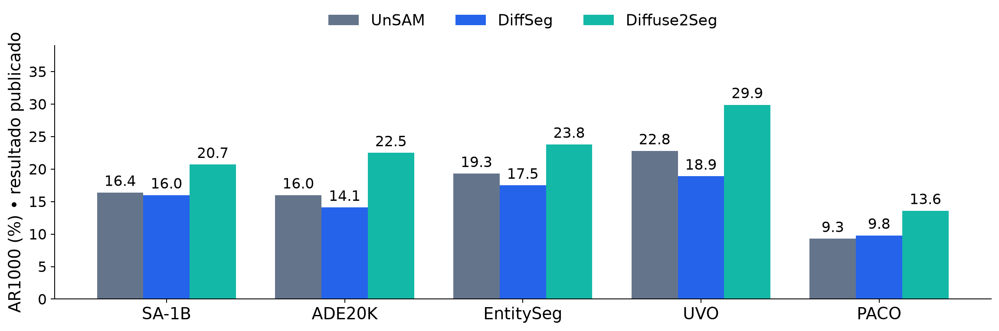 UnSAM DiffSeg Diffuse2Seg
AR1000 (%) • resultado publicado
35
30
25
20
15
10
5
0
16.4 16.0 20.7
16.0 14.1 22.5
19.3 17.5 23.8
22.8 18.9 29.9
9.3 9.8 13.6
SA-1B ADE20K EntitySeg UVO PACO